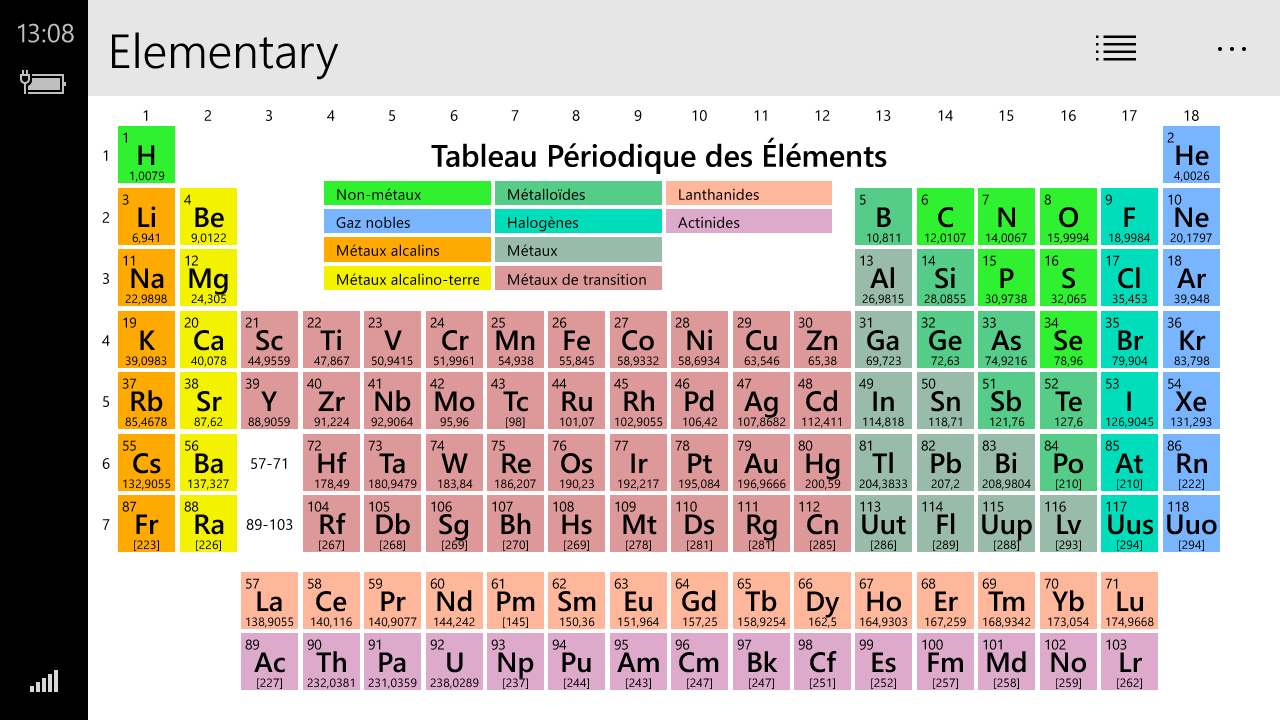 13:08
Elementary
1 2 3 4 5 6 7 8 9 10 11 12 13 14 15 16 17 18
Tableau Périodique des Éléments
Non-métaux Métalloïdes Lanthanides
Gaz nobles Halogènes Actinides
Métaux alcalins Métaux
Métaux alcalino-terre Métaux de transition
1 2
1 H He
1,0079 4,0026
3 4 5 6 7 8 9 10
2 Li Be B C N O F Ne
6,941 9,0122 10,811 12,0107 14,0067 15,9994 18,9984 20,1797
11 12 13 14 15 16 17 18
3 Na Mg Al Si P S Cl Ar
22,9898 24,305 26,9815 28,0855 30,9738 32,065 35,453 39,948
19 20 21 22 23 24 25 26 27 28 29 30 31 32 33 34 35 36
4 K Ca Sc Ti V Cr Mn Fe Co Ni Cu Zn Ga Ge As Se Br Kr
39,0983 40,078 44,9559 47,867 50,9415 51,9961 54,938 55,845 58,9332 58,6934 63,546 65,38 69,723 72,63 74,9216 78,96 79,904 83,798
37 38 39 40 41 42 43 44 45 46 47 48 49 50 51 52 53 54
5 Rb Sr Y Zr Nb Mo Tc Ru Rh Pd Ag Cd In Sn Sb Te I Xe
85,4678 87,62 88,9059 91,224 92,9064 95,96 [98] 101,07 102,9055 106,42 107,8682 112,411 114,818 118,71 121,76 127,6 126,9045 131,293
55 56 72 73 74 75 76 77 78 79 80 81 82 83 84 85 86
6 Cs Ba 57-71 Hf Ta W Re Os Ir Pt Au Hg Tl Pb Bi Po At Rn
132,9055 137,327 178,49 180,9479 183,84 186,207 190,23 192,217 195,084 196,9666 200,59 204,3833 207,2 208,9804 [210] [210] [222]
87 88 104 105 106 107 108 109 110 111 112 113 114 115 116 117 118
7 Fr Ra 89-103 Rf Db Sg Bh Hs Mt Ds Rg Cn Uut Fl Uup Lv Uus Uuo
[223] [226] [267] [268] [269] [270] [269] [278] [281] [281] [285] [286] [289] [288] [293] [294] [294]
57 58 59 60 61 62 63 64 65 66 67 68 69 70 71
La Ce Pr Nd Pm Sm Eu Gd Tb Dy Ho Er Tm Yb Lu
138,9055 140,116 140,9077 144,242 [145] 150,36 151,964 157,25 158,9254 162,5 164,9303 167,259 168,9342 173,054 174,9668
89 90 91 92 93 94 95 96 97 98 99 100 101 102 103
Ac Th Pa U Np Pu Am Cm Bk Cf Es Fm Md No Lr
[227] 232,0381 231,0359 238,0289 [237] [244] [243] [247] [247] [251] [252] [257] [258] [259] [262]